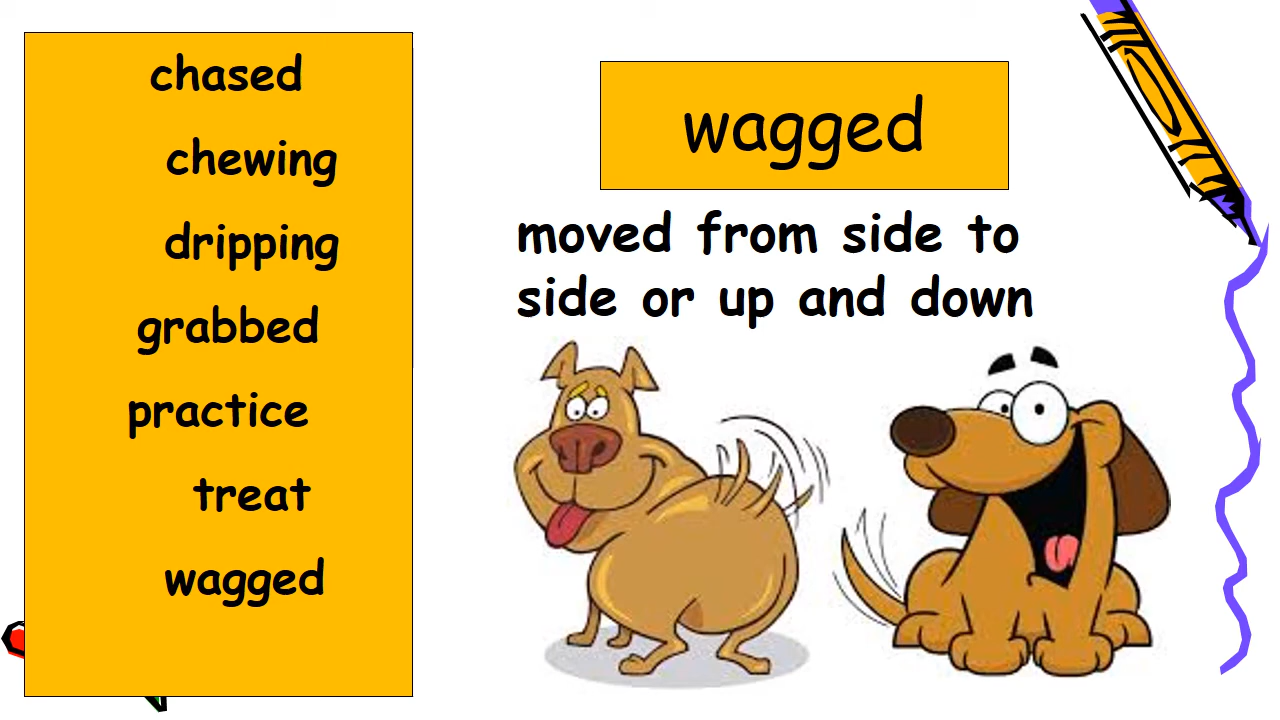 chased
chewing
dripping
grabbed
practice
treat
wagged
wagged
moved from side to
side or up and down